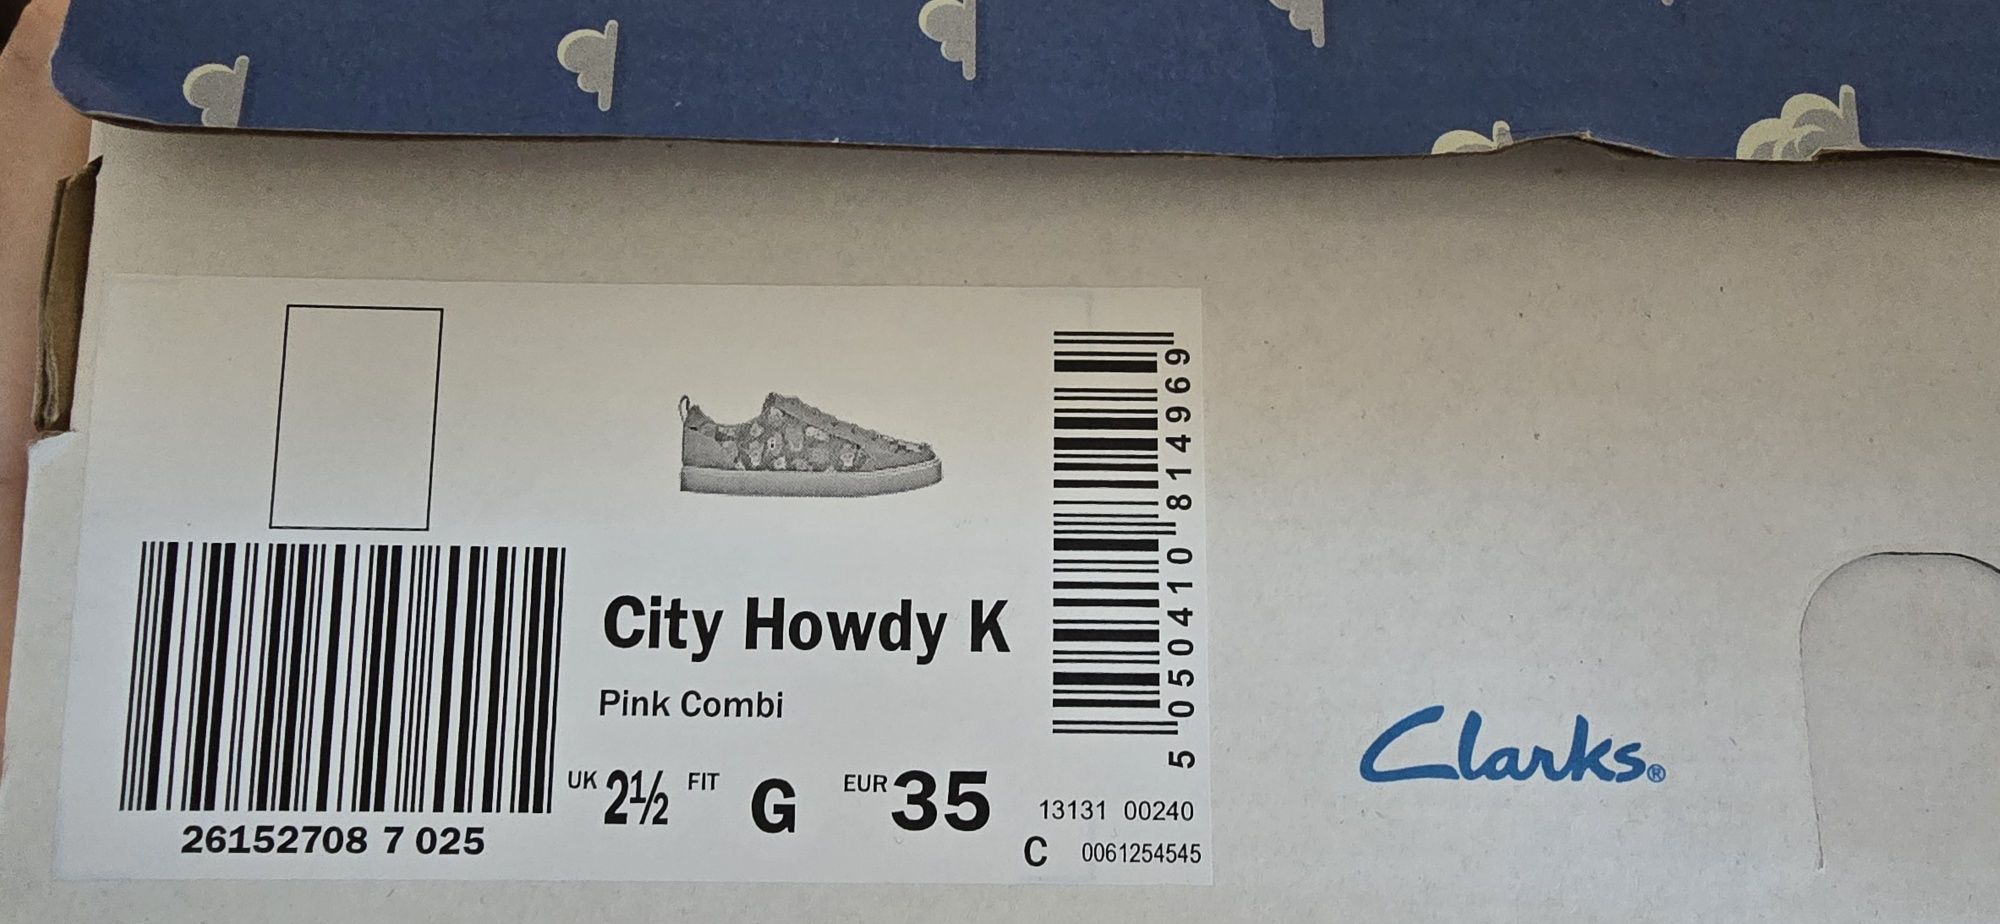 26152708 7 025
City Howdy K
Pink Combi
UK 2½ FIT G EUR 35
5 050410 814969
13131 00240
C 0061254545
Clarks®